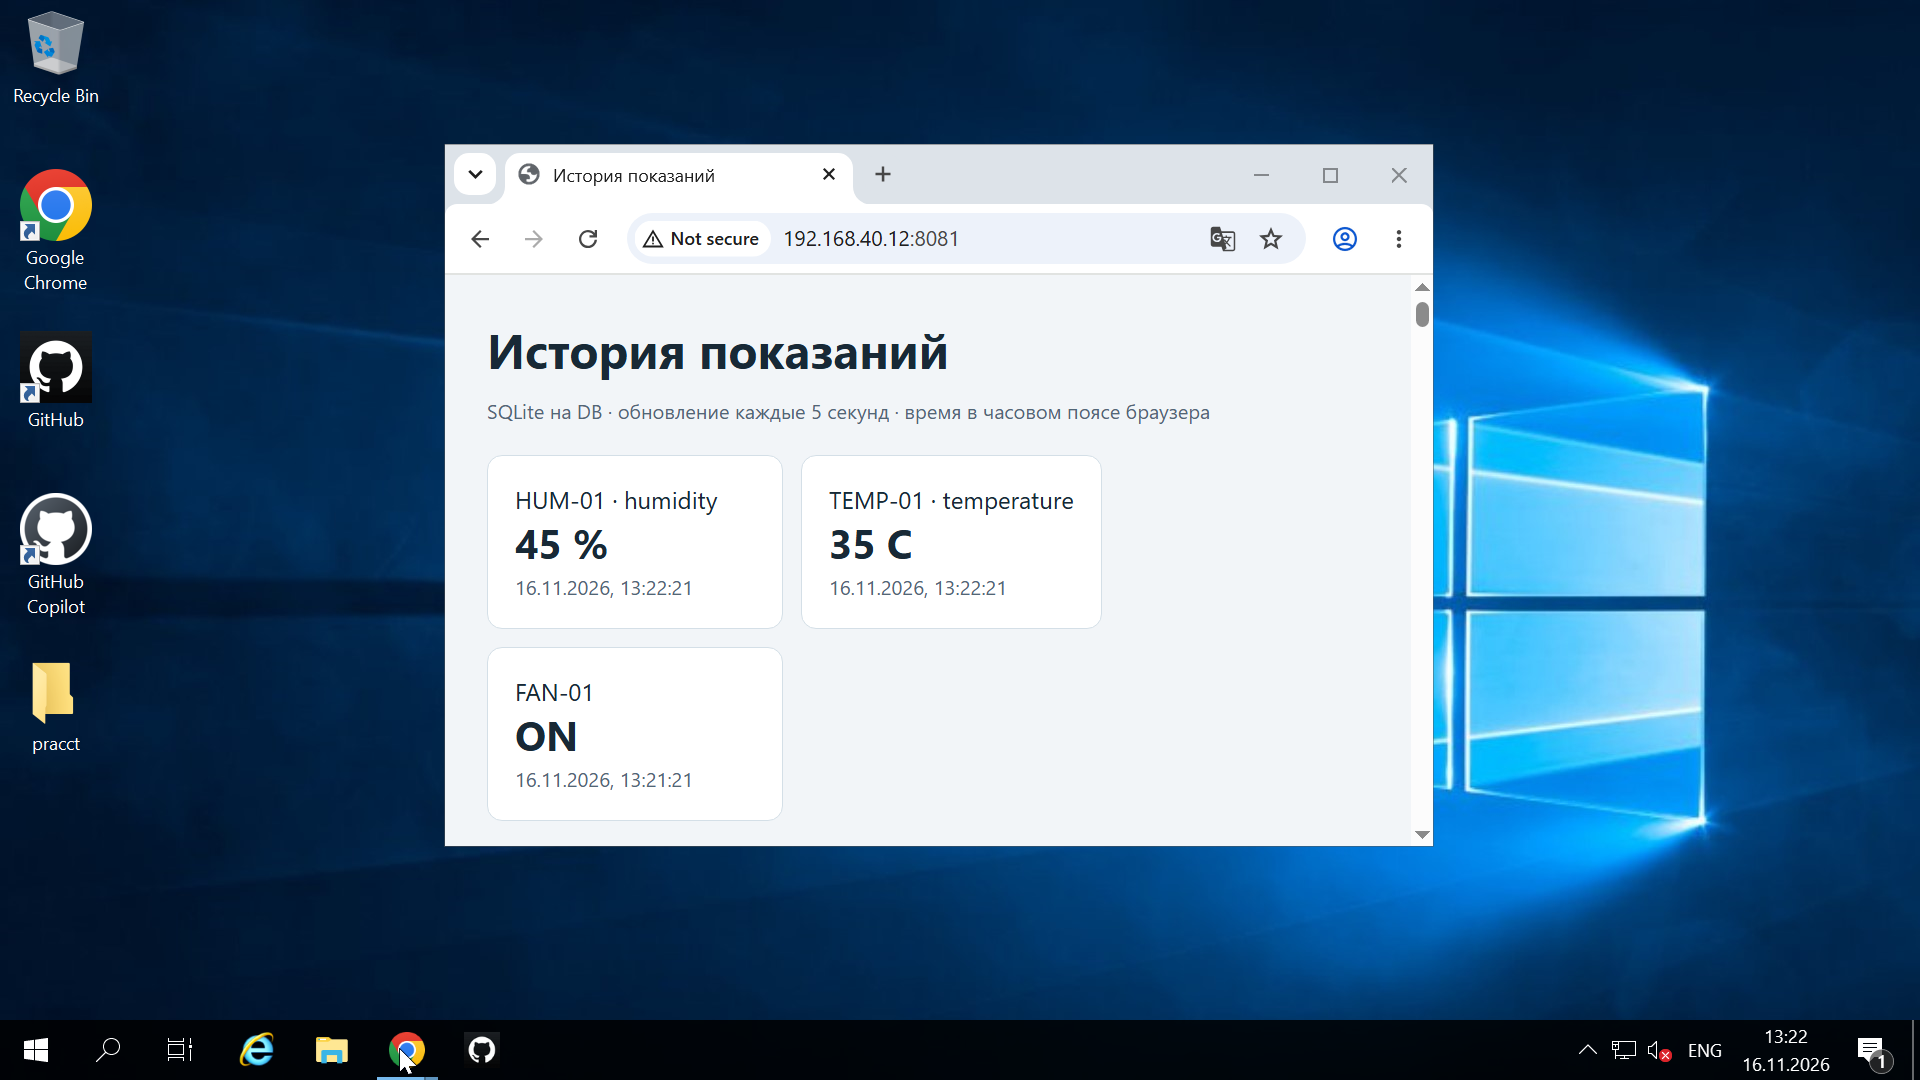 Recycle Bin
Google
Chrome
GitHub
GitHub
Copilot
pracct
История показаний
Not secure
192.168.40.12:8081
История показаний
SQLite на DB · обновление каждые 5 секунд · время в часовом поясе браузера
HUM-01 · humidity
45 %
16.11.2026, 13:22:21
TEMP-01 · temperature
35 C
16.11.2026, 13:22:21
FAN-01
ON
16.11.2026, 13:21:21
ENG
13:22
16.11.2026
1